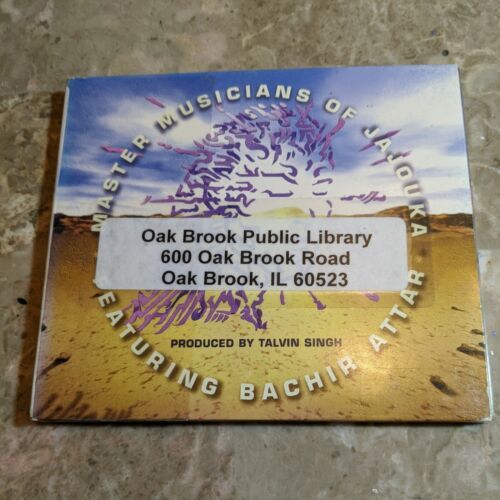 MASTER MUSICIANS OF JAJOUKA
Oak Brook Public Library
600 Oak Brook Road
Oak Brook, IL 60523
PRODUCED BY TALVIN SINGH
FEATURING BACHIR ATTAR